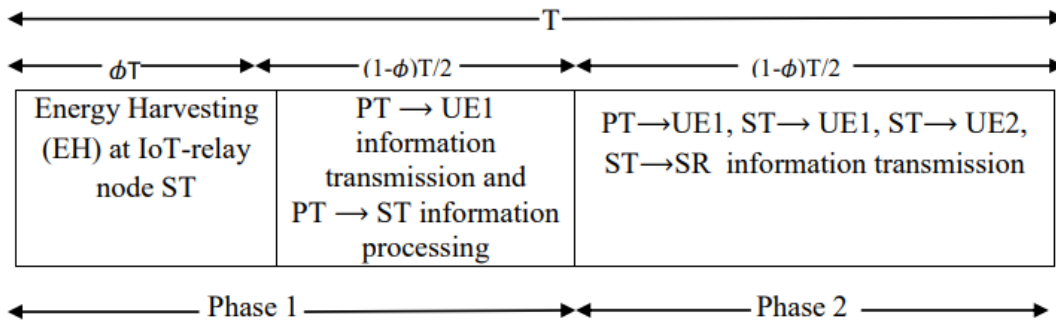 T
ϕT
(1-ϕ)T/2
(1-ϕ)T/2
Energy Harvesting
(EH) at IoT-relay
node ST
PT → UE1
information
transmission and
PT → ST information
processing
PT→UE1, ST→ UE1, ST→ UE2,
ST→SR information transmission
Phase 1
Phase 2